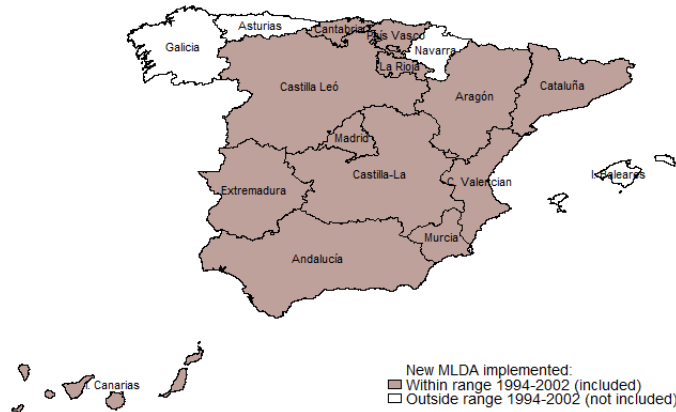 Asturias
Cantabria
País Vasco
Galicia
Navarra
La Rioja
Castilla Leó
Aragón
Cataluña
Madrid
Castilla-La
C. Valencian
I. Baleares
Extremadura
Murcia
Andalucía
I. Canarias
New MLDA implemented:
Within range 1994-2002 (included)
Outside range 1994-2002 (not included)